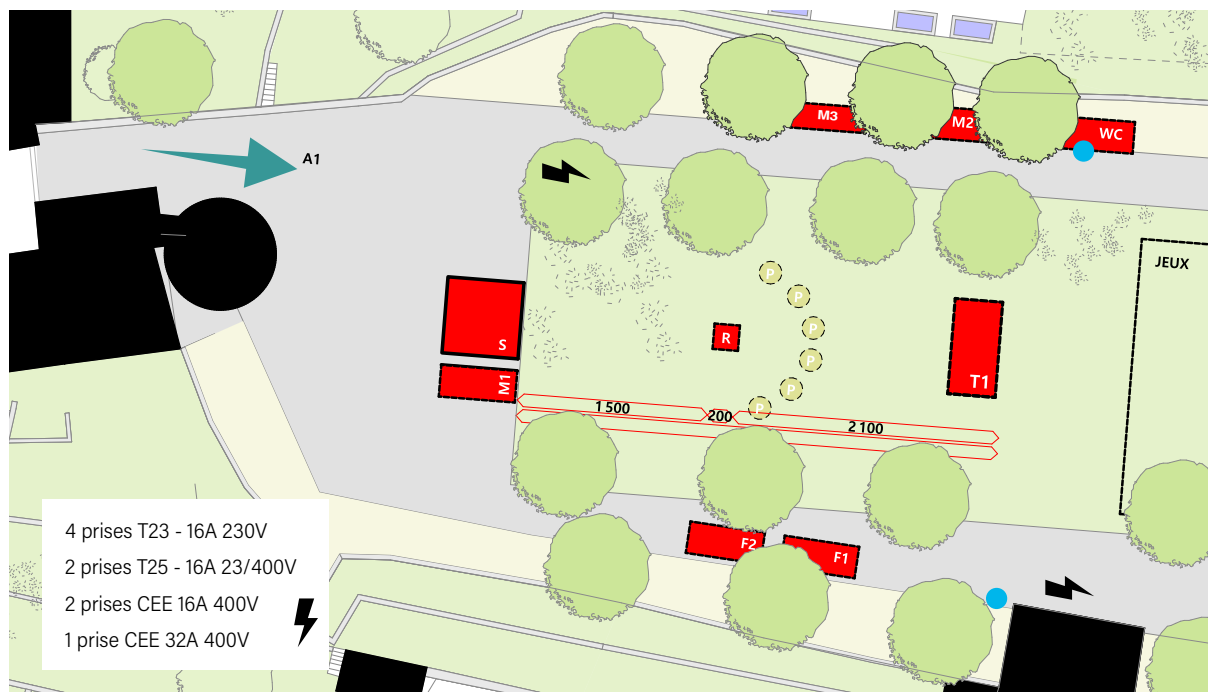 M3
M2
WC
A1
JEUX
P
P
P
R
S
P
T1
M1
P
P
1 500
200
2 100
F2
F1
4 prises T23 - 16A 230V
2 prises T25 - 16A 23/400V
2 prises CEE 16A 400V
1 prise CEE 32A 400V